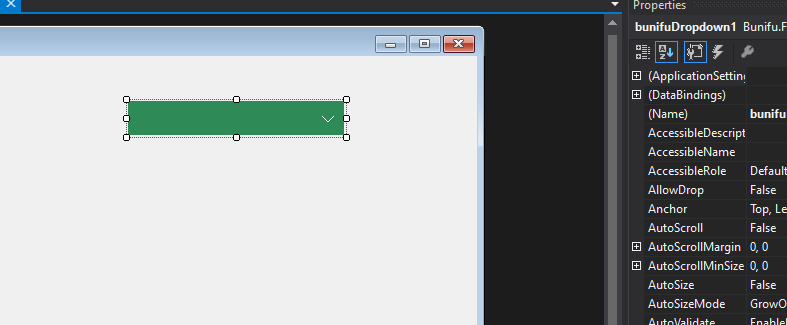 Properties
bunifuDropdown1 Bunifu.F
(ApplicationSetting
(DataBindings)
(Name) bunifu
AccessibleDescript
AccessibleName
AccessibleRole Default
AllowDrop False
Anchor Top, Le
AutoScroll False
AutoScrollMargin 0, 0
AutoScrollMinSize 0, 0
AutoSize False
AutoSizeMode GrowO
AutoValidate Enable